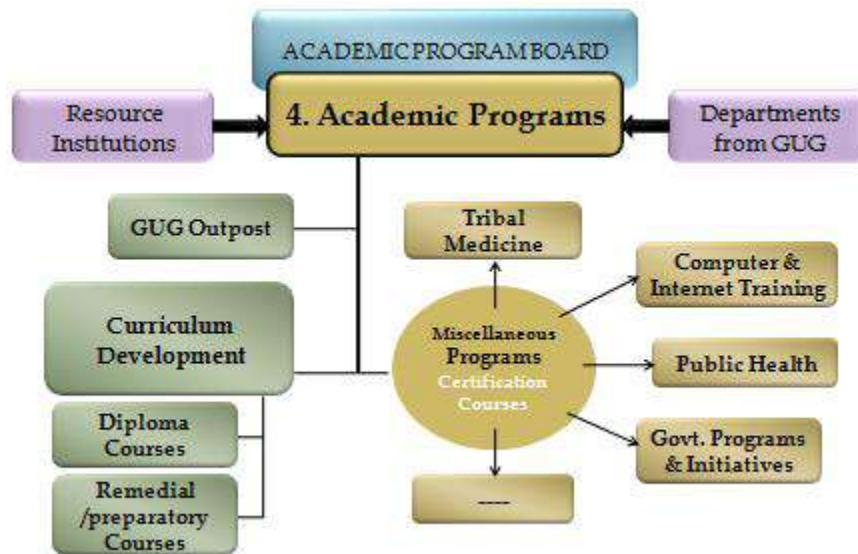 ACADEMIC PROGRAM BOARD
4. Academic Programs
Resource
Institutions
Departments
from GUG
GUG Outpost
Tribal
Medicine
Computer &
Internet Training
Curriculum
Development
Miscellaneous
Programs
Certification
Courses
Public Health
Diploma
Courses
Govt. Programs
& Initiatives
Remedial
/preparatory
Courses
----